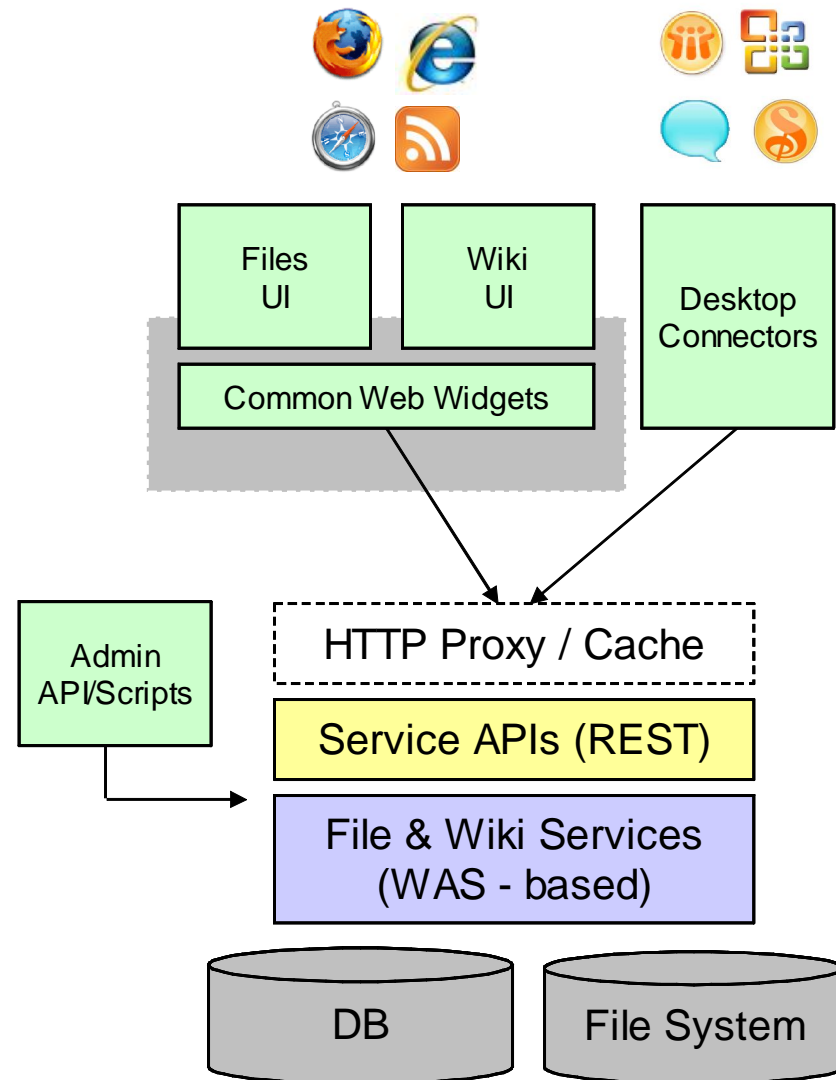 Files
UI
Wiki
UI
Desktop
Connectors
Common Web Widgets
HTTP Proxy / Cache
Admin
API/Scripts
Service APIs (REST)
File & Wiki Services
(WAS - based)
DB
File System